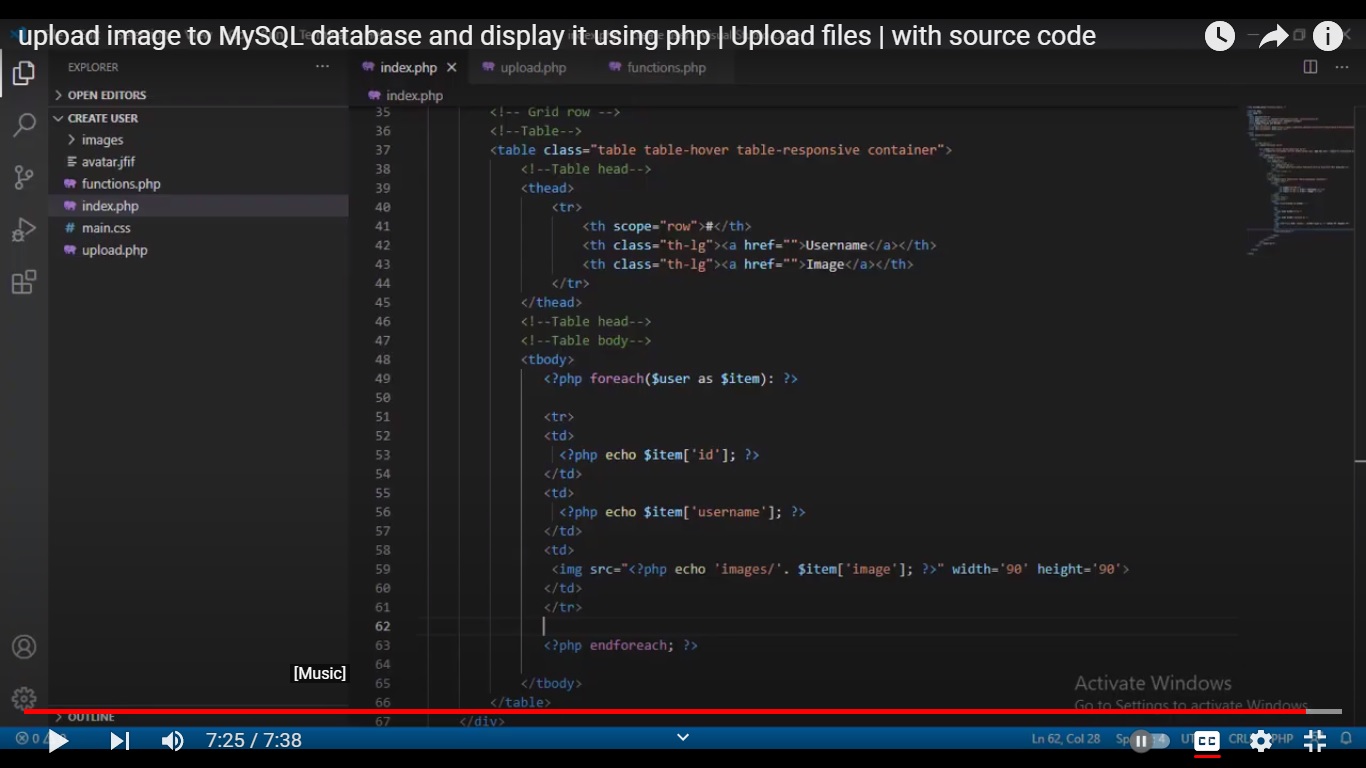 upload image to MySQL database and display it using php | Upload files | with source code
EXPLORER
index.php
upload.php
functions.php
OPEN EDITORS
CREATE USER
images
avatar.jfif
functions.php
index.php
main.css
upload.php
OUTLINE
index.php
35 <!-- Grid row -->
36 <!--Table-->
37 <table class="table table-hover table-responsive container">
38 <!--Table head-->
39 <thead>
40 <tr>
41 <th scope="row">#</th>
42 <th class="th-lg"><a href="">Username</a></th>
43 <th class="th-lg"><a href="">Image</a></th>
44 </tr>
45 </thead>
46 <!--Table head-->
47 <!--Table body-->
48 <tbody>
49 <?php foreach($user as $item): ?>
50
51 <tr>
52 <td>
53 <?php echo $item['id']; ?>
54 </td>
55 <td>
56 <?php echo $item['username']; ?>
57 </td>
58 <td>
59 <img src="<?php echo 'images/'. $item['image']; ?>" width='90' height='90'>
60 </td>
61 </tr>
62
63 <?php endforeach; ?>
64
65 </tbody>
66 </table>
67 </div>
[Music]
Activate Windows
Go to Settings to activate Windows.
7:25 / 7:38
Ln 62, Col 28
CC
PHP